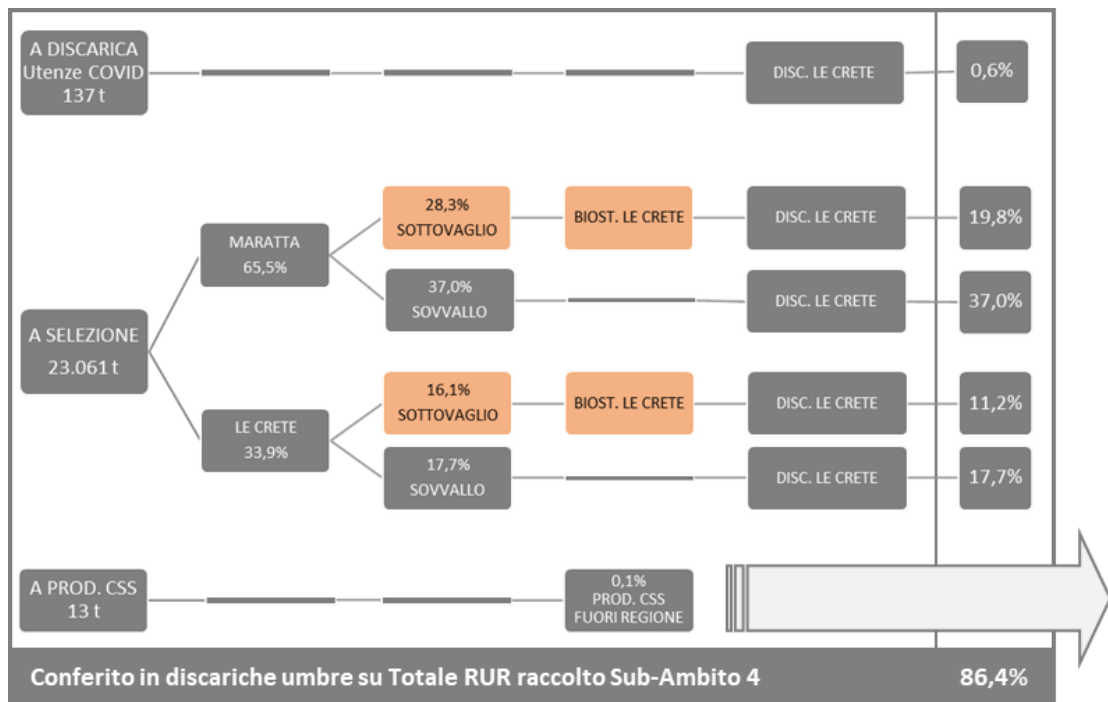 A DISCARICA
Utenze COVID
137 t
DISC. LE CRETE
0,6%
28,3%
SOTTOVAGLIO
BIOST. LE CRETE
DISC. LE CRETE
19,8%
MARATTA
65,5%
37,0%
SOVVALLO
DISC. LE CRETE
37,0%
A SELEZIONE
23.061 t
16,1%
SOTTOVAGLIO
BIOST. LE CRETE
DISC. LE CRETE
11,2%
LE CRETE
33,9%
17,7%
SOVVALLO
DISC. LE CRETE
17,7%
A PROD. CSS
13 t
0,1%
PROD. CSS
FUORI REGIONE
Conferito in discariche umbre su Totale RUR raccolto Sub-Ambito 4 86,4%